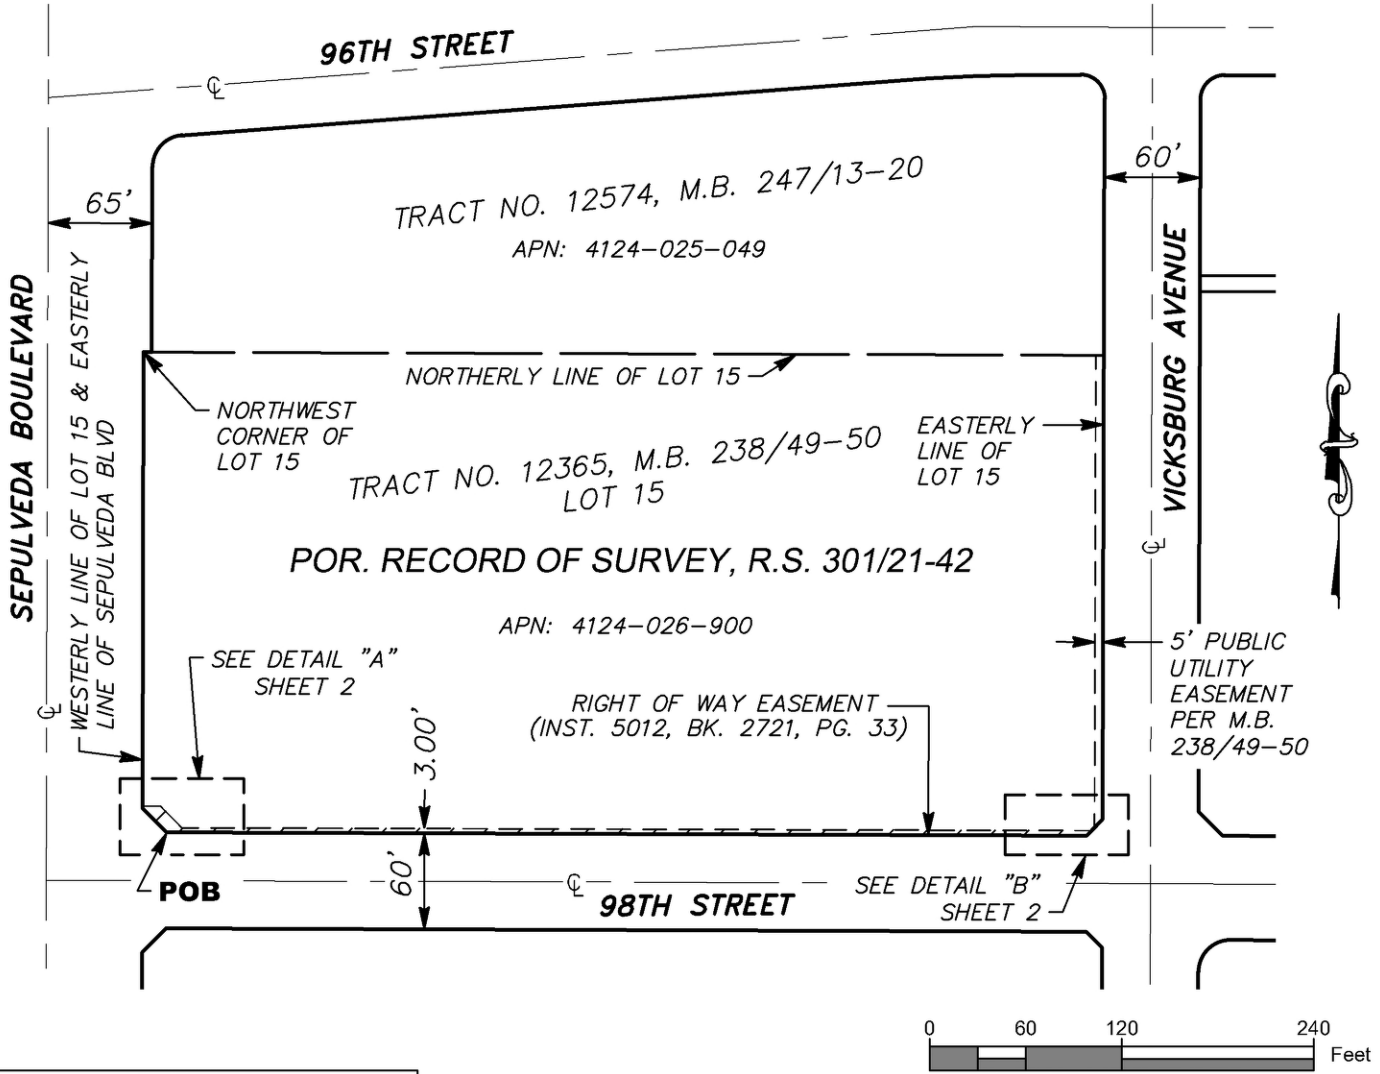 96TH STREET
℄
60'
65'
TRACT NO. 12574, M.B. 247/13-20
APN: 4124-025-049
SEPULVEDA BOULEVARD
WESTERLY LINE OF LOT 15 & EASTERLY
LINE OF SEPULVEDA BLVD
VICKSBURG AVENUE
NORTHERLY LINE OF LOT 15
NORTHWEST
CORNER OF
LOT 15
EASTERLY
LINE OF
LOT 15
TRACT NO. 12365, M.B. 238/49-50
LOT 15
℄
POR. RECORD OF SURVEY, R.S. 301/21-42
APN: 4124-026-900
5' PUBLIC
UTILITY
EASEMENT
PER M.B.
238/49-50
SEE DETAIL "A"
SHEET 2
RIGHT OF WAY EASEMENT
(INST. 5012, BK. 2721, PG. 33)
℄
3.00'
60'
POB
℄
98TH STREET
SEE DETAIL "B"
SHEET 2
0 60 120 240
Feet